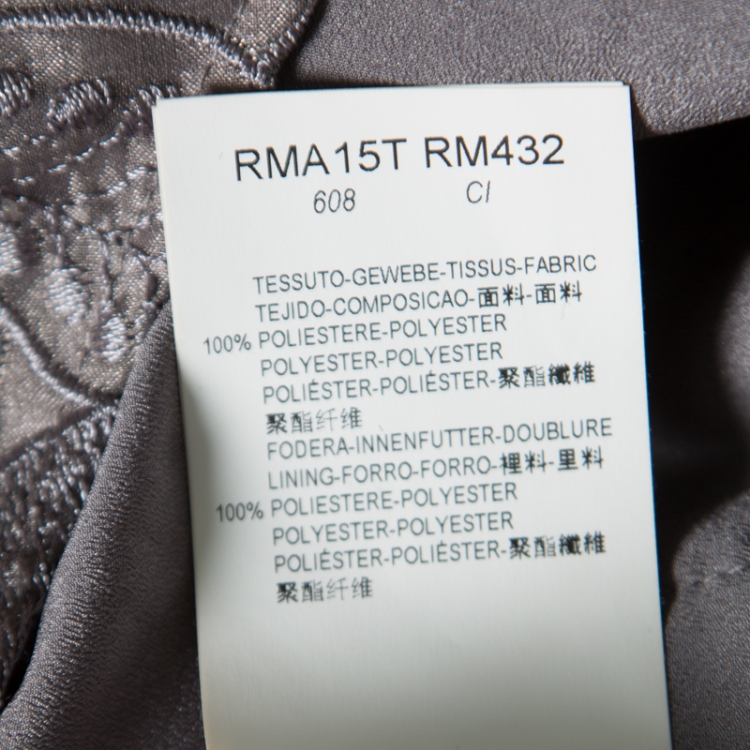 RMA15T RM432
608 CI
TESSUTO-GEWEBE-TISSUS-FABRIC
TEJIDO-COMPOSICAO-面料-面料
100% POLIESTERE-POLYESTER
POLYESTER-POLYESTER
POLIÉSTER-POLIÉSTER-聚酯纖維
聚酯纤维
FODERA-INNENFUTTER-DOUBLURE
LINING-FORRO-FORRO-裡料-里料
100% POLIESTERE-POLYESTER
POLYESTER-POLYESTER
POLIÉSTER-POLIÉSTER-聚酯纖維
聚酯纤维